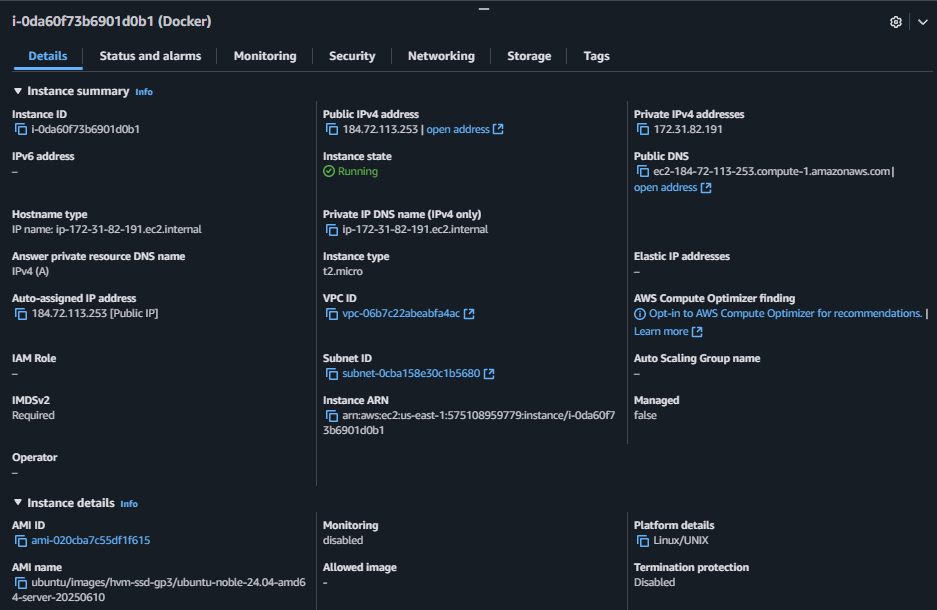 i-0da60f73b6901d0b1 (Docker)
Details
Status and alarms
Monitoring
Security
Networking
Storage
Tags
Instance summary Info
Instance ID
i-0da60f73b6901d0b1
Public IPv4 address
184.72.113.253 | open address
Private IPv4 addresses
172.31.82.191
IPv6 address
–
Instance state
Running
Public DNS
ec2-184-72-113-253.compute-1.amazonaws.com |
open address
Hostname type
IP name: ip-172-31-82-191.ec2.internal
Private IP DNS name (IPv4 only)
ip-172-31-82-191.ec2.internal
Answer private resource DNS name
IPv4 (A)
Instance type
t2.micro
Elastic IP addresses
–
Auto-assigned IP address
184.72.113.253 [Public IP]
VPC ID
vpc-06b7c22abeabfa4ac
AWS Compute Optimizer finding
Opt-in to AWS Compute Optimizer for recommendations. |
Learn more
IAM Role
–
Subnet ID
subnet-0cba158e30c1b5680
Auto Scaling Group name
–
IMDSv2
Required
Instance ARN
arn:aws:ec2:us-east-1:575108959779:instance/i-0da60f7
3b6901d0b1
Managed
false
Operator
–
Instance details Info
AMI ID
ami-020cba7c55df1f615
Monitoring
disabled
Platform details
Linux/UNIX
AMI name
ubuntu/images/hvm-ssd-gp3/ubuntu-noble-24.04-amd6
4-server-20250610
Allowed image
-
Termination protection
Disabled